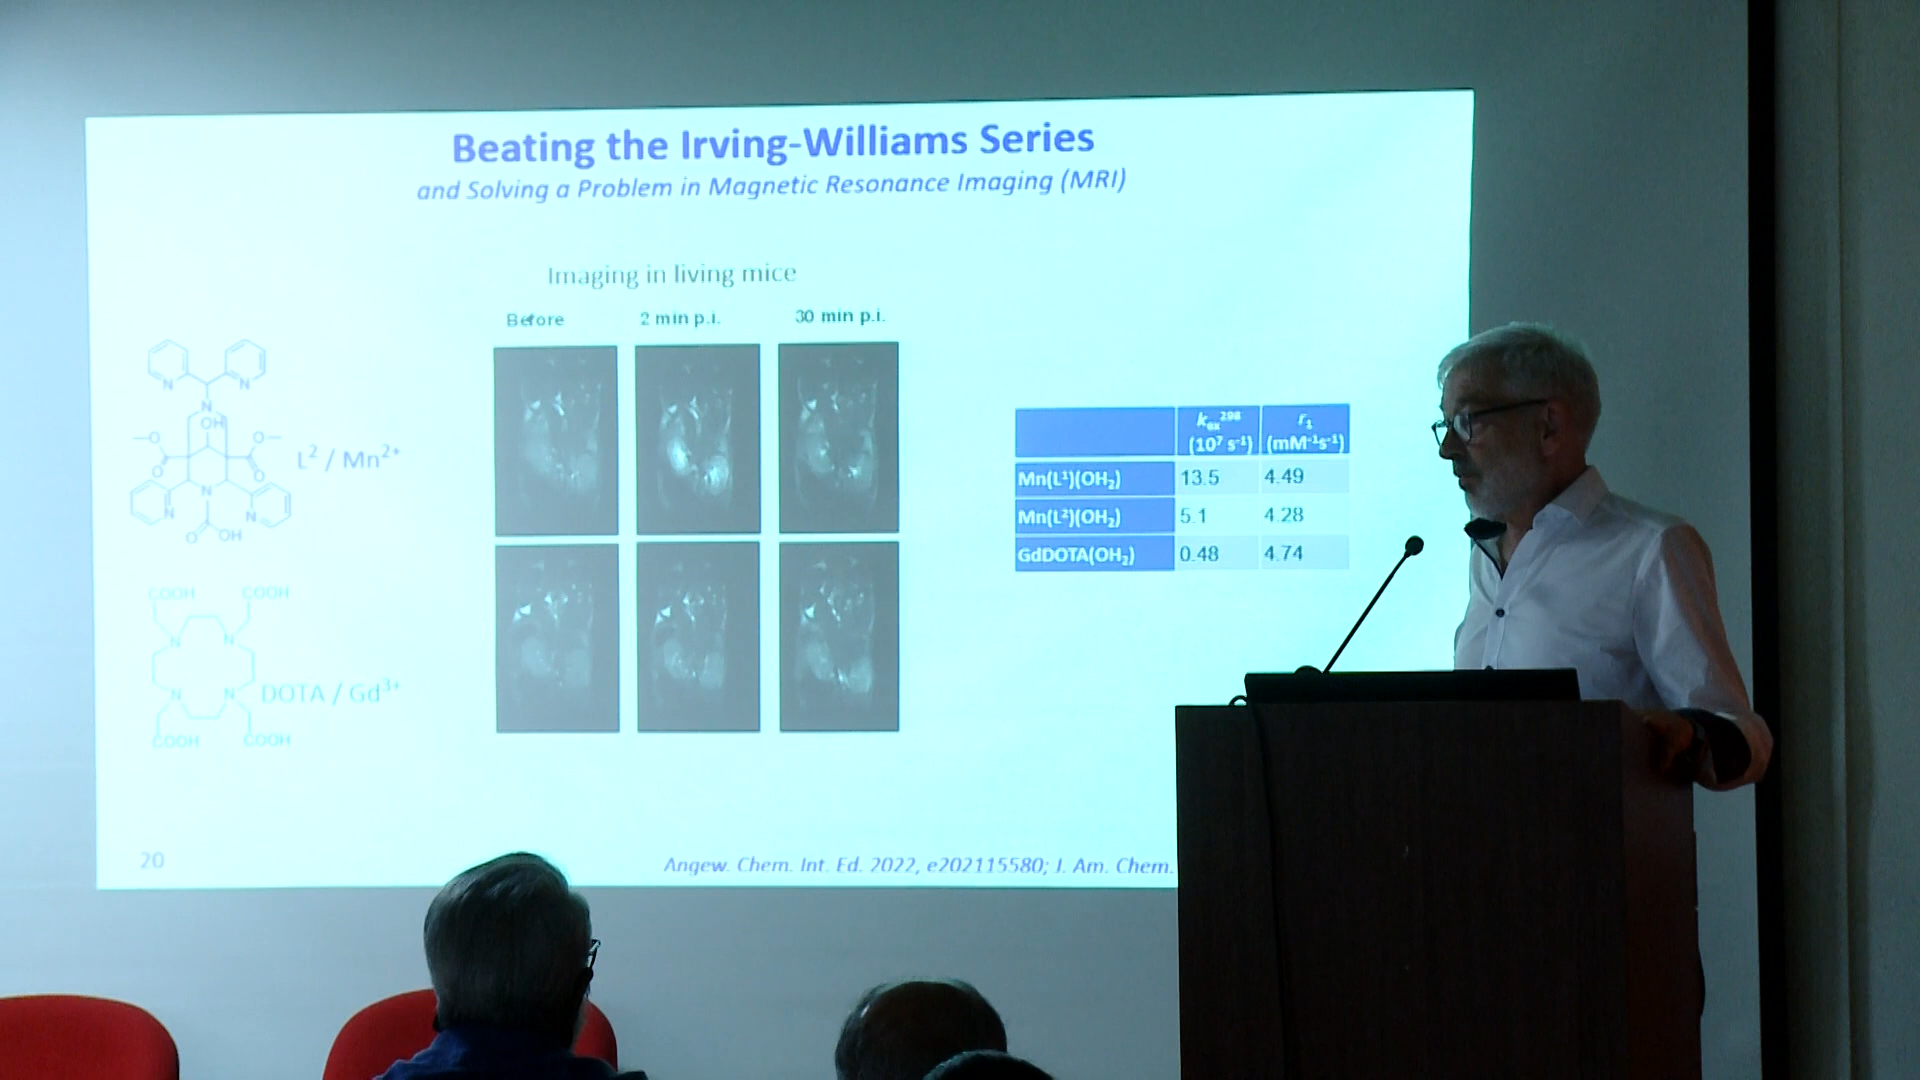 Beating the Irving-Williams Series
and Solving a Problem in Magnetic Resonance Imaging (MRI)
Imaging in living mice
Before 2 min p.i. 30 min p.i.
N N
N
OH
O O
O O
L² / Mn²⁺
N
N N
O OH
COOH COOH
N N
N N
DOTA / Gd³⁺
COOH COOH
kₑₓ²⁹⁸ r₁
(10⁷ s⁻¹) (mM⁻¹s⁻¹)
Mn(L¹)(OH₂) 13.5 4.49
Mn(L²)(OH₂) 5.1 4.28
GdDOTA(OH₂) 0.48 4.74
20
Angew. Chem. Int. Ed. 2022, e202115580; J. Am. Chem.